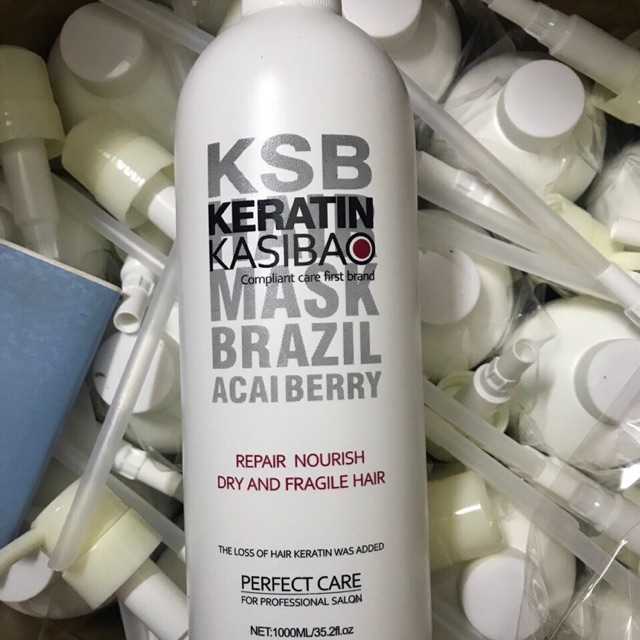 KSB
KERATIN
KASIBAO
Compliant care first brand
MASK
BRAZIL
ACAI BERRY
REPAIR NOURISH
DRY AND FRAGILE HAIR
THE LOSS OF HAIR KERATIN WAS ADDED
PERFECT CARE
FOR PROFESSIONAL SALON
NET:1000ML/35.2fl.oz